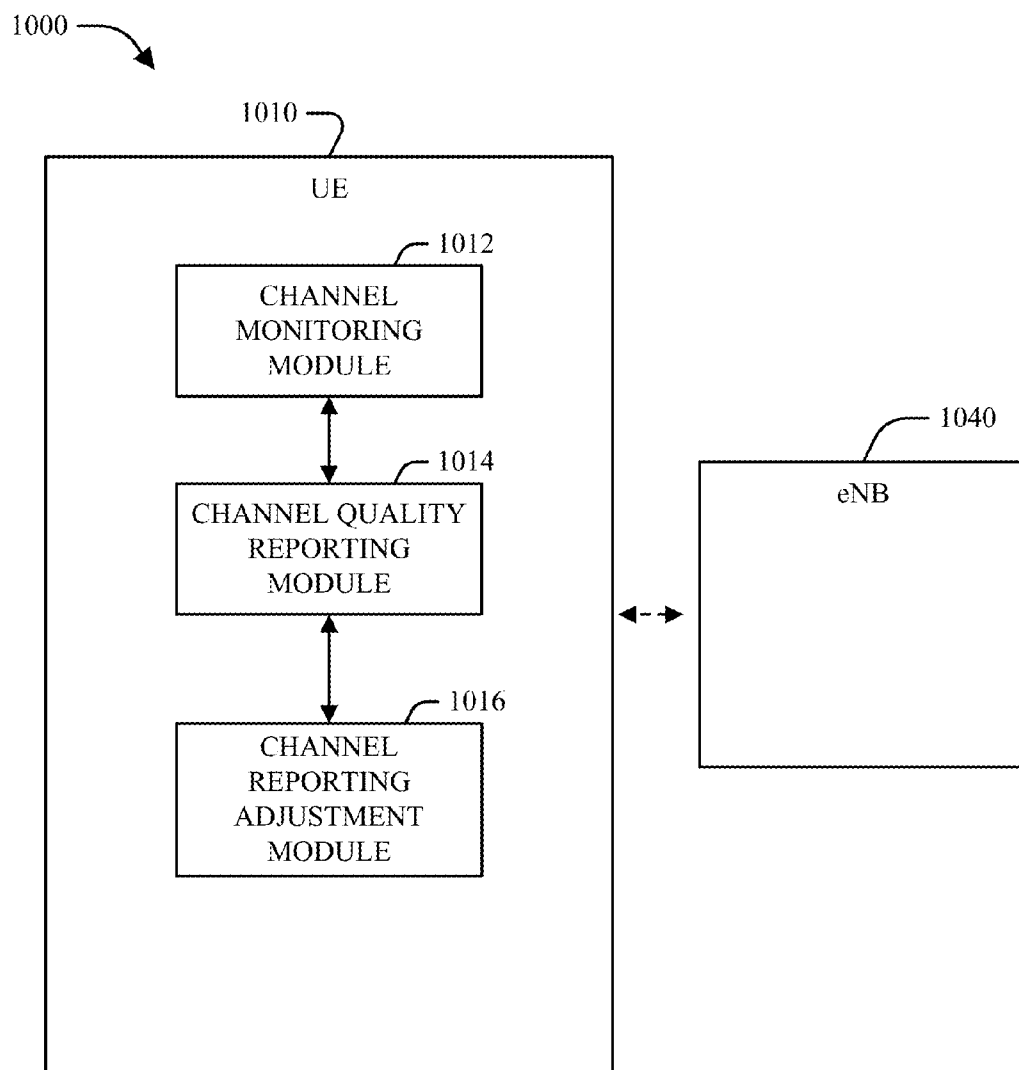 1000
1010
UE
1012
CHANNEL
MONITORING
MODULE
1014
CHANNEL QUALITY
REPORTING
MODULE
1016
CHANNEL
REPORTING
ADJUSTMENT
MODULE
1040
eNB